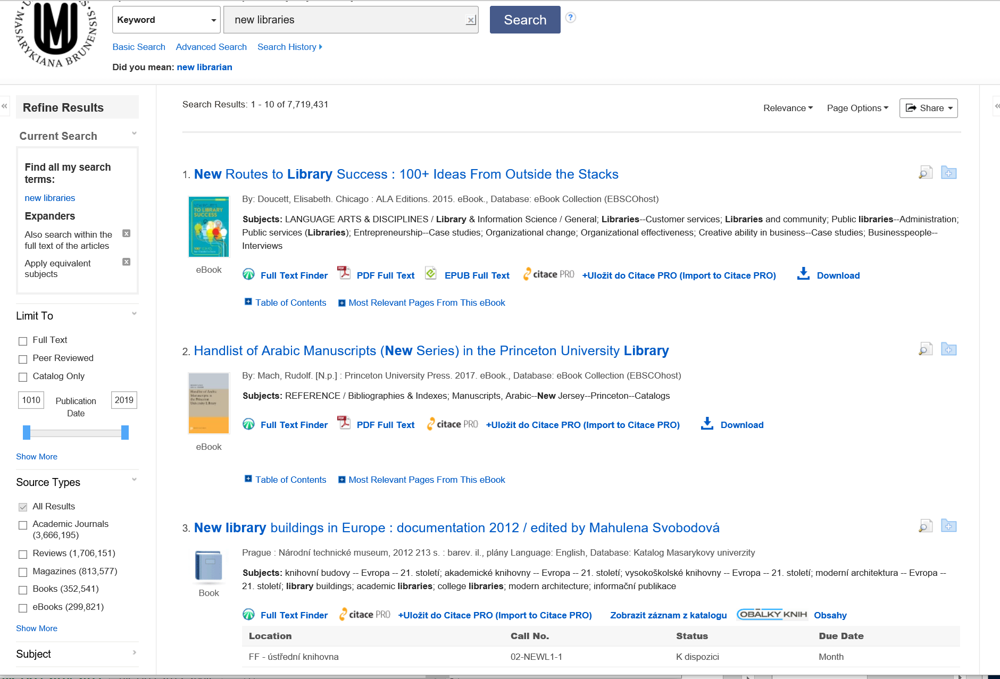 MASARYKIANA BRUNENSIS
Keyword
new libraries
Search
?
Basic Search
Advanced Search
Search History
Did you mean: new librarian
Refine Results
Current Search
Find all my search
terms:
new libraries
Expanders
Also search within the
full text of the articles
Apply equivalent
subjects
Limit To
Full Text
Peer Reviewed
Catalog Only
1010
Publication
Date
2019
Show More
Source Types
All Results
Academic Journals
(3,666,195)
Reviews (1,706,151)
Magazines (813,577)
Books (352,541)
eBooks (299,821)
Show More
Subject
Search Results: 1 - 10 of 7,719,431
Relevance
Page Options
Share
1. New Routes to Library Success : 100+ Ideas From Outside the Stacks
NEW ROUTES
TO LIBRARY
SUCCESS
eBook
By: Doucett, Elisabeth. Chicago : ALA Editions. 2015. eBook., Database: eBook Collection (EBSCOhost)
Subjects: LANGUAGE ARTS & DISCIPLINES / Library & Information Science / General; Libraries--Customer services; Libraries and community; Public libraries--Administration;
Public services (Libraries); Entrepreneurship--Case studies; Organizational change; Organizational effectiveness; Creative ability in business--Case studies; Businesspeople--
Interviews
Full Text Finder
PDF
PDF Full Text
EPUB Full Text
citace PRO
+Uložit do Citace PRO (Import to Citace PRO)
Download
Table of Contents
Most Relevant Pages From This eBook
2. Handlist of Arabic Manuscripts (New Series) in the Princeton University Library
Handlist of Arabic
Manuscripts in
the Princeton
University Library
eBook
By: Mach, Rudolf. [N.p.] : Princeton University Press. 2017. eBook., Database: eBook Collection (EBSCOhost)
Subjects: REFERENCE / Bibliographies & Indexes; Manuscripts, Arabic--New Jersey--Princeton--Catalogs
Full Text Finder
PDF
PDF Full Text
citace PRO
+Uložit do Citace PRO (Import to Citace PRO)
Download
Table of Contents
Most Relevant Pages From This eBook
3. New library buildings in Europe : documentation 2012 / edited by Mahulena Svobodová
Book
Prague : Národní technické museum, 2012 213 s. : barev. il., plány Language: English, Database: Katalog Masarykovy univerzity
Subjects: knihovní budovy -- Evropa -- 21. století; akademické knihovny -- Evropa -- 21. století; vysokoškolské knihovny -- Evropa -- 21. století; moderní architektura -- Evropa --
21. století; library buildings; academic libraries; college libraries; modern architecture; informační publikace
Full Text Finder
citace PRO
+Uložit do Citace PRO (Import to Citace PRO)
Zobrazit záznam z katalogu
OBÁLKY KNIH
Obsahy
Location
Call No.
Status
Due Date
FF - ústřední knihovna
02-NEWL1-1
K dispozici
Month